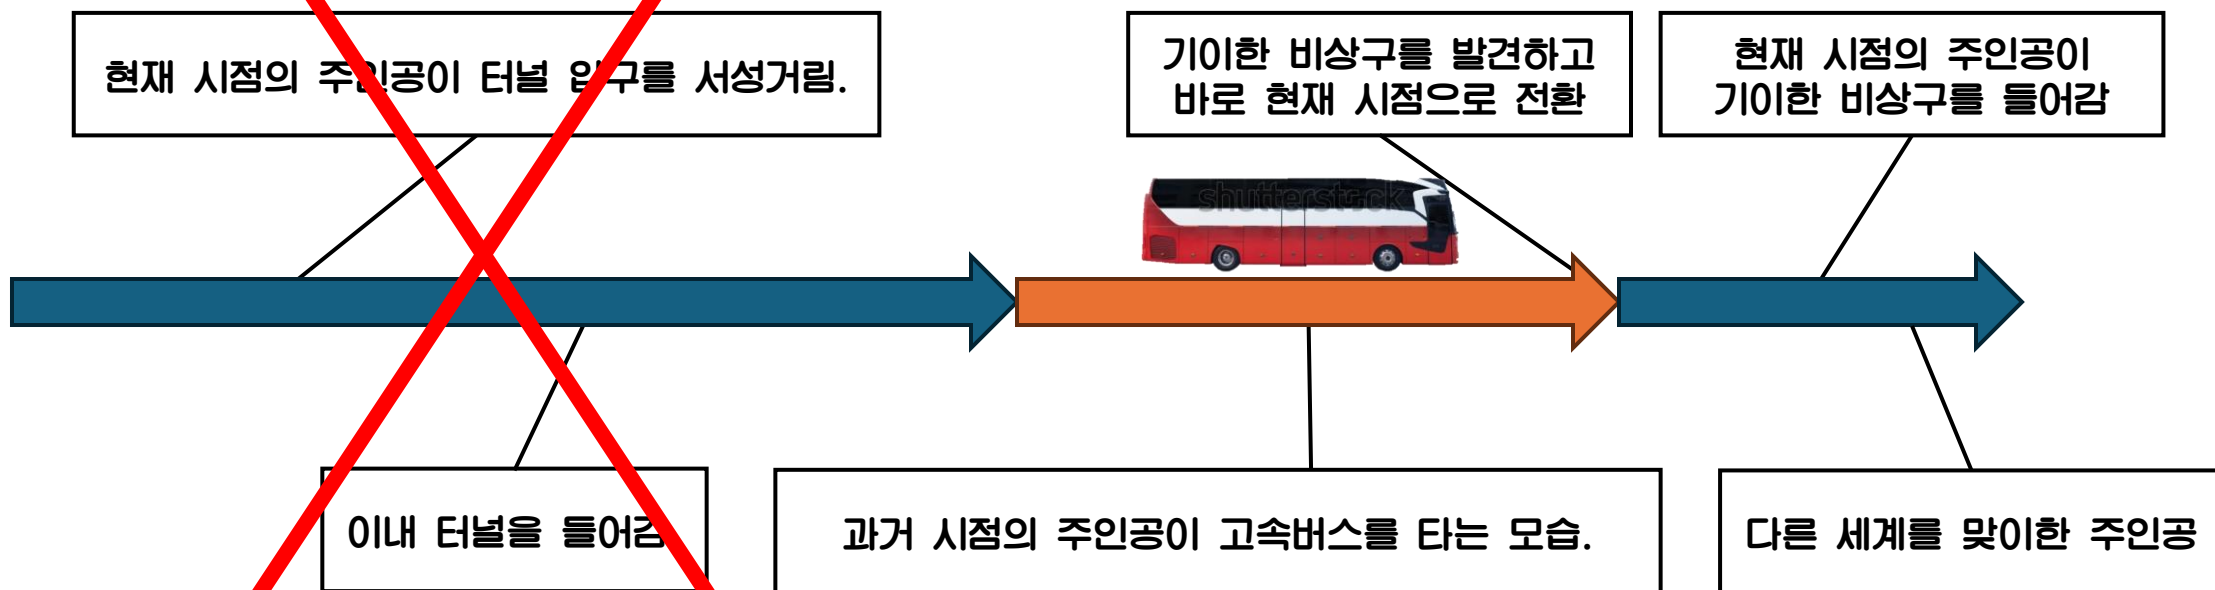 현재 시점의 주인공이 터널 입구를 서성거림.
기이한 비상구를 발견하고
바로 현재 시점으로 전환
현재 시점의 주인공이
기이한 비상구를 들어감
shutterstock
이내 터널을 들어감
과거 시점의 주인공이 고속버스를 타는 모습.
다른 세계를 맞이한 주인공